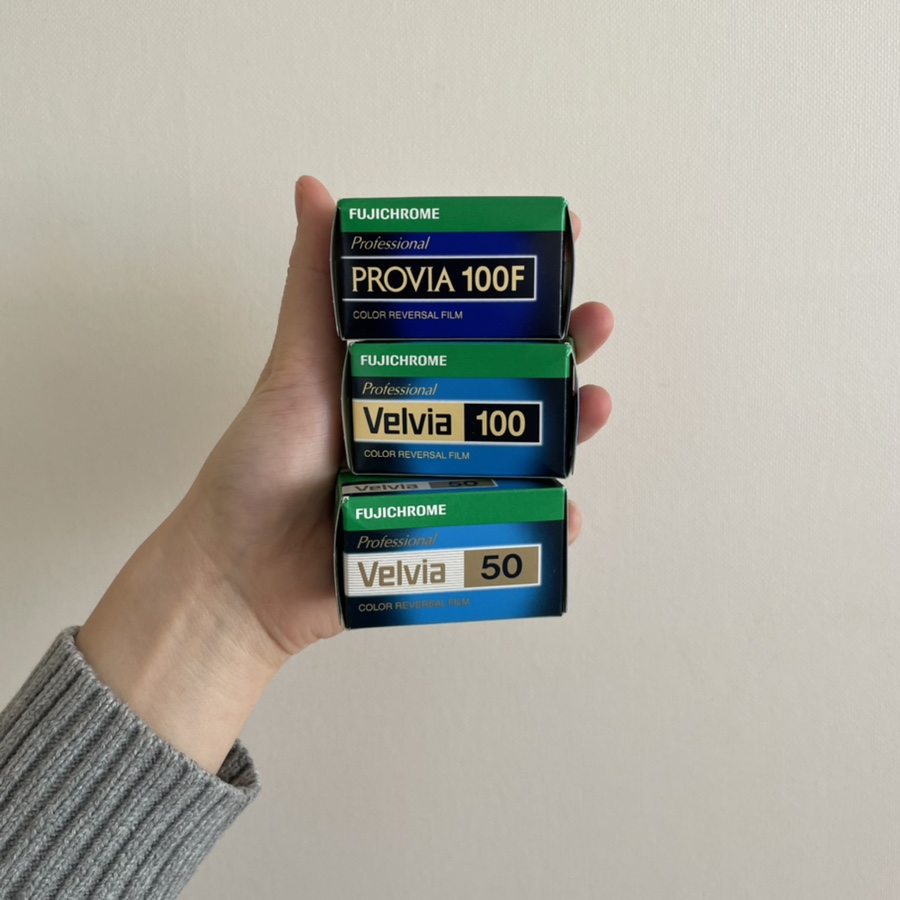 FUJICHROME
Professional
PROVIA 100F
COLOR REVERSAL FILM
FUJICHROME
Professional
Velvia 100
COLOR REVERSAL FILM
Velvia 50
FUJICHROME
Professional
Velvia 50
COLOR REVERSAL FILM